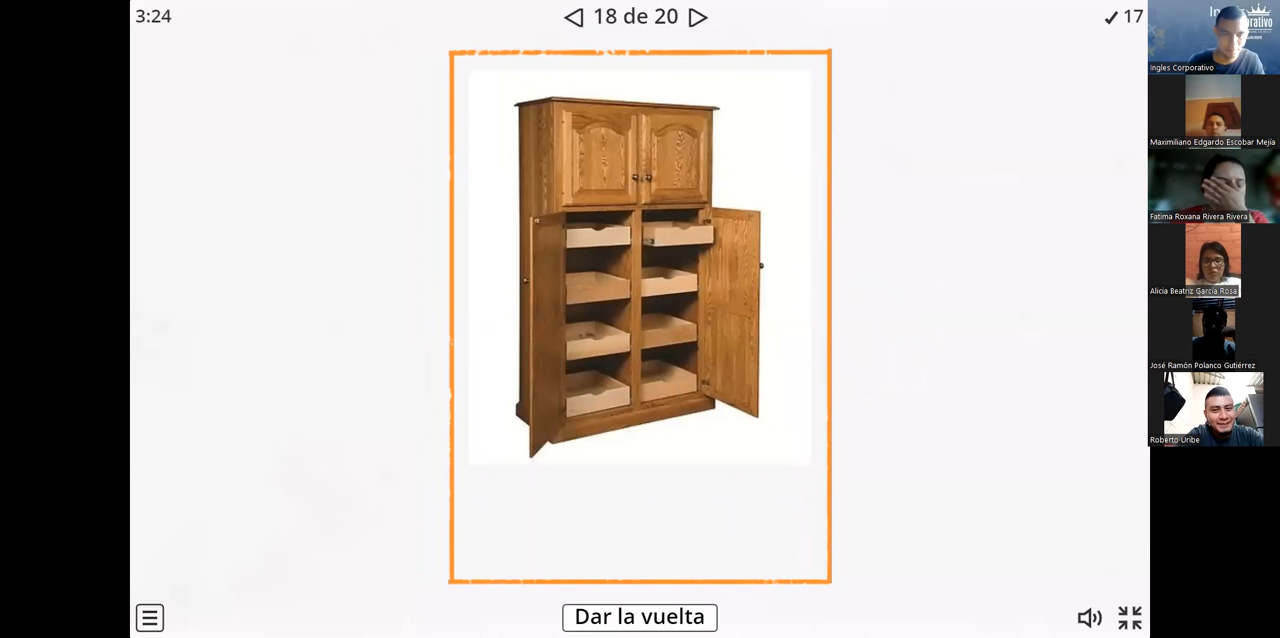 3:24
18 de 20
17
Ingles Corporativo
Maximiliano Edgardo Escobar Mejía
Fatima Roxana Rivera Rivera
Alicia Beatriz García Rosa
José Ramón Polanco Gutiérrez
Roberto Uribe
Dar la vuelta